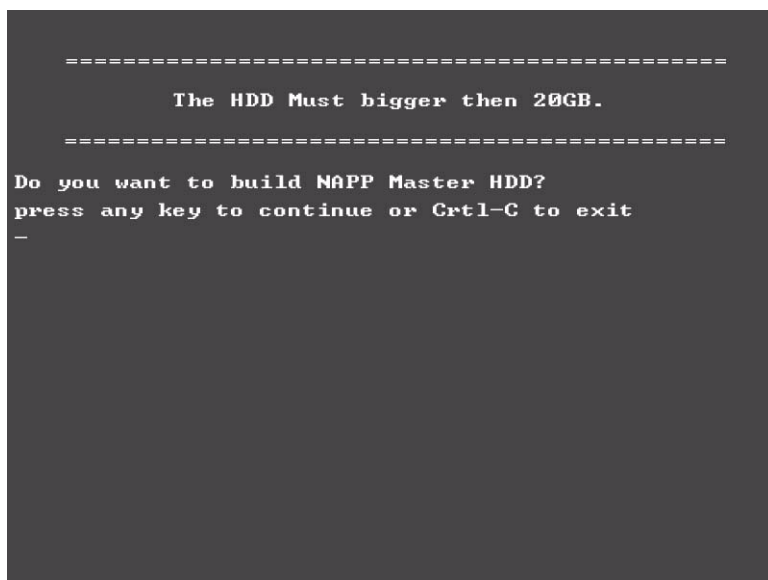 ==============================================
The HDD Must bigger then 20GB.
==============================================
Do you want to build NAPP Master HDD?
press any key to continue or Crtl-C to exit
_